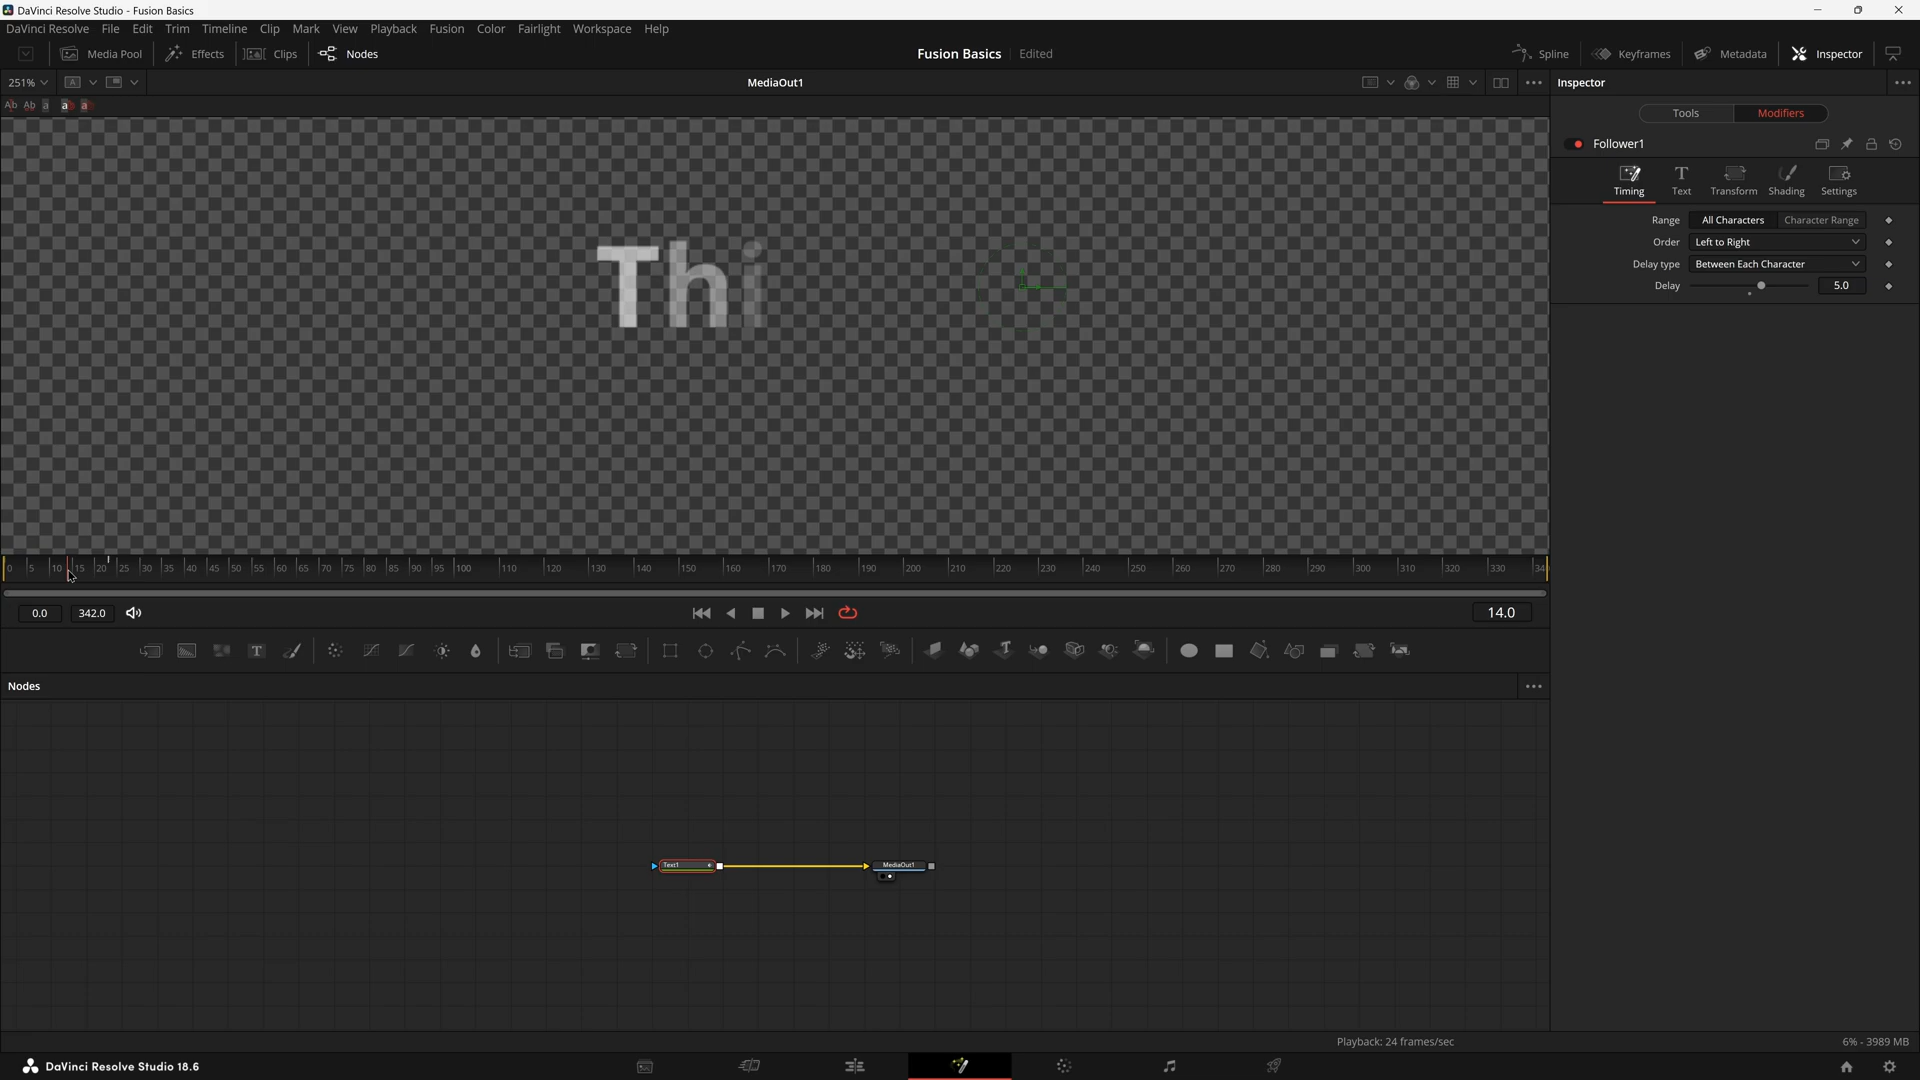 DaVinci Resolve Studio - Fusion Basics
DaVinci Resolve File Edit Trim Timeline Clip Mark View Playback Fusion Color Fairlight Workspace Help
Media Pool Effects Clips Nodes Fusion Basics Edited Spline Keyframes Metadata Inspector
251% A MediaOut1 Inspector
Ab Ab a a a
Tools Modifiers
Follower1
Timing Text Transform Shading Settings
Range All Characters Character Range
Order Left to Right
Delay type Between Each Character
Delay 5.0
Thi
0 5 10 15 20 25 30 35 40 45 50 55 60 65 70 75 80 85 90 95 100 110 120 130 140 150 160 170 180 190 200 210 220 230 240 250 260 270 280 290 300 310 320 330 34
0.0 342.0 14.0
Nodes
Text1 MediaOut1
Playback: 24 frames/sec 6% - 3989 MB
DaVinci Resolve Studio 18.6